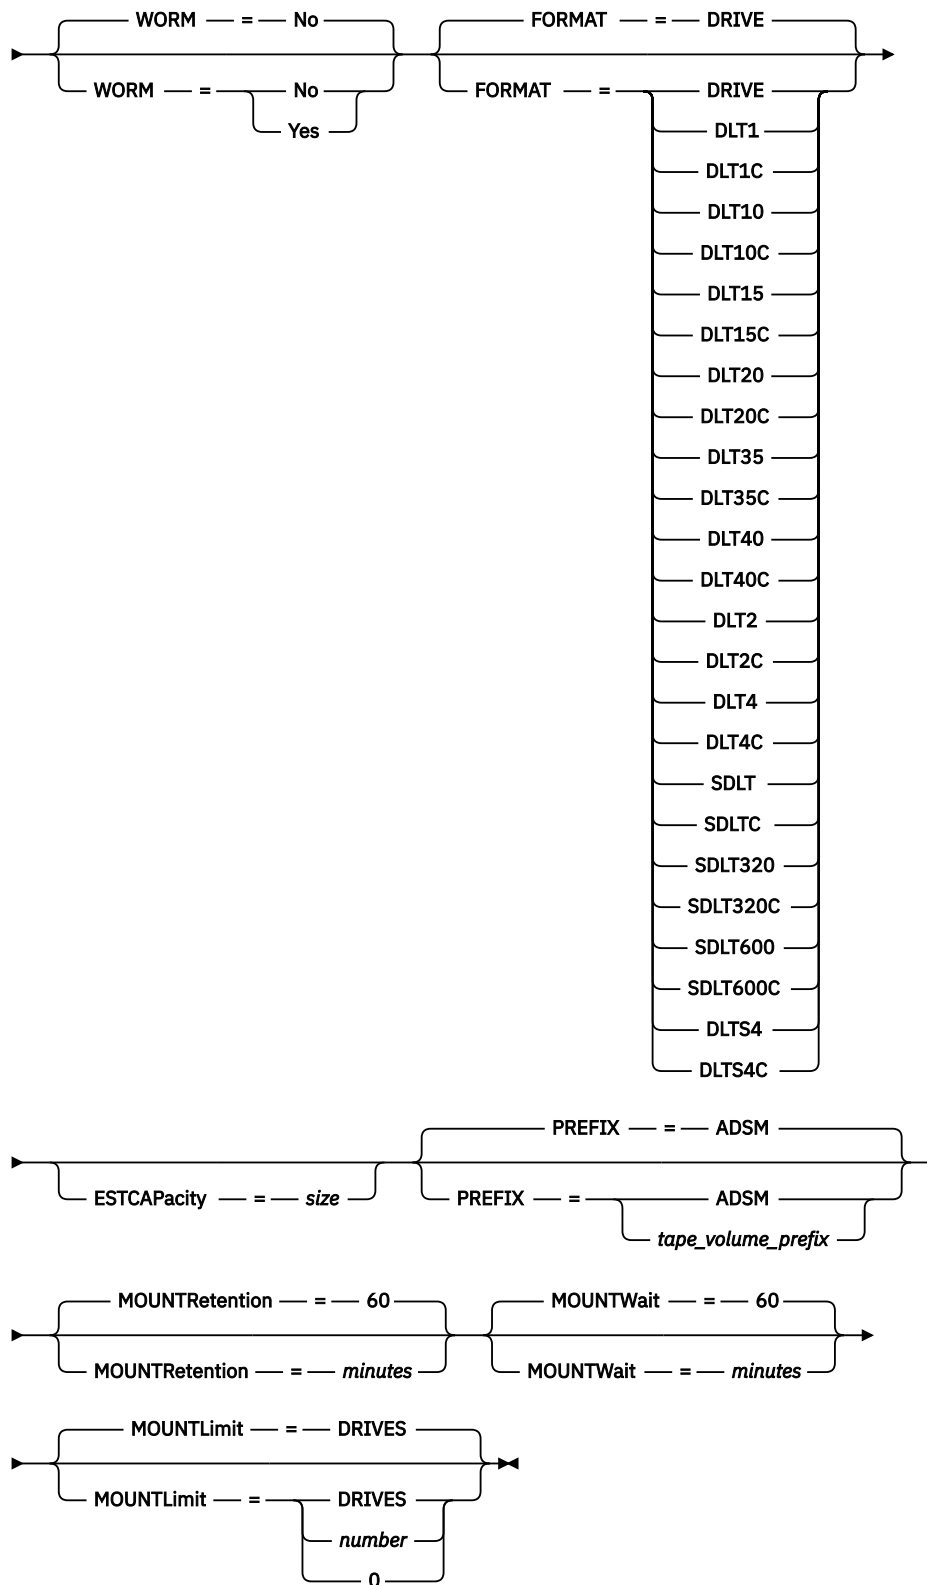 WORM = No FORMAT = DRIVE
WORM = No FORMAT = DRIVE
Yes DLT1
DLT1C
DLT10
DLT10C
DLT15
DLT15C
DLT20
DLT20C
DLT35
DLT35C
DLT40
DLT40C
DLT2
DLT2C
DLT4
DLT4C
SDLT
SDLTC
SDLT320
SDLT320C
SDLT600
SDLT600C
DLTS4
DLTS4C
PREFIX = ADSM
ESTCAPacity = size PREFIX = ADSM
tape_volume_prefix
MOUNTRetention = 60 MOUNTWait = 60
MOUNTRetention = minutes MOUNTWait = minutes
MOUNTLimit = DRIVES
MOUNTLimit = DRIVES
number
0